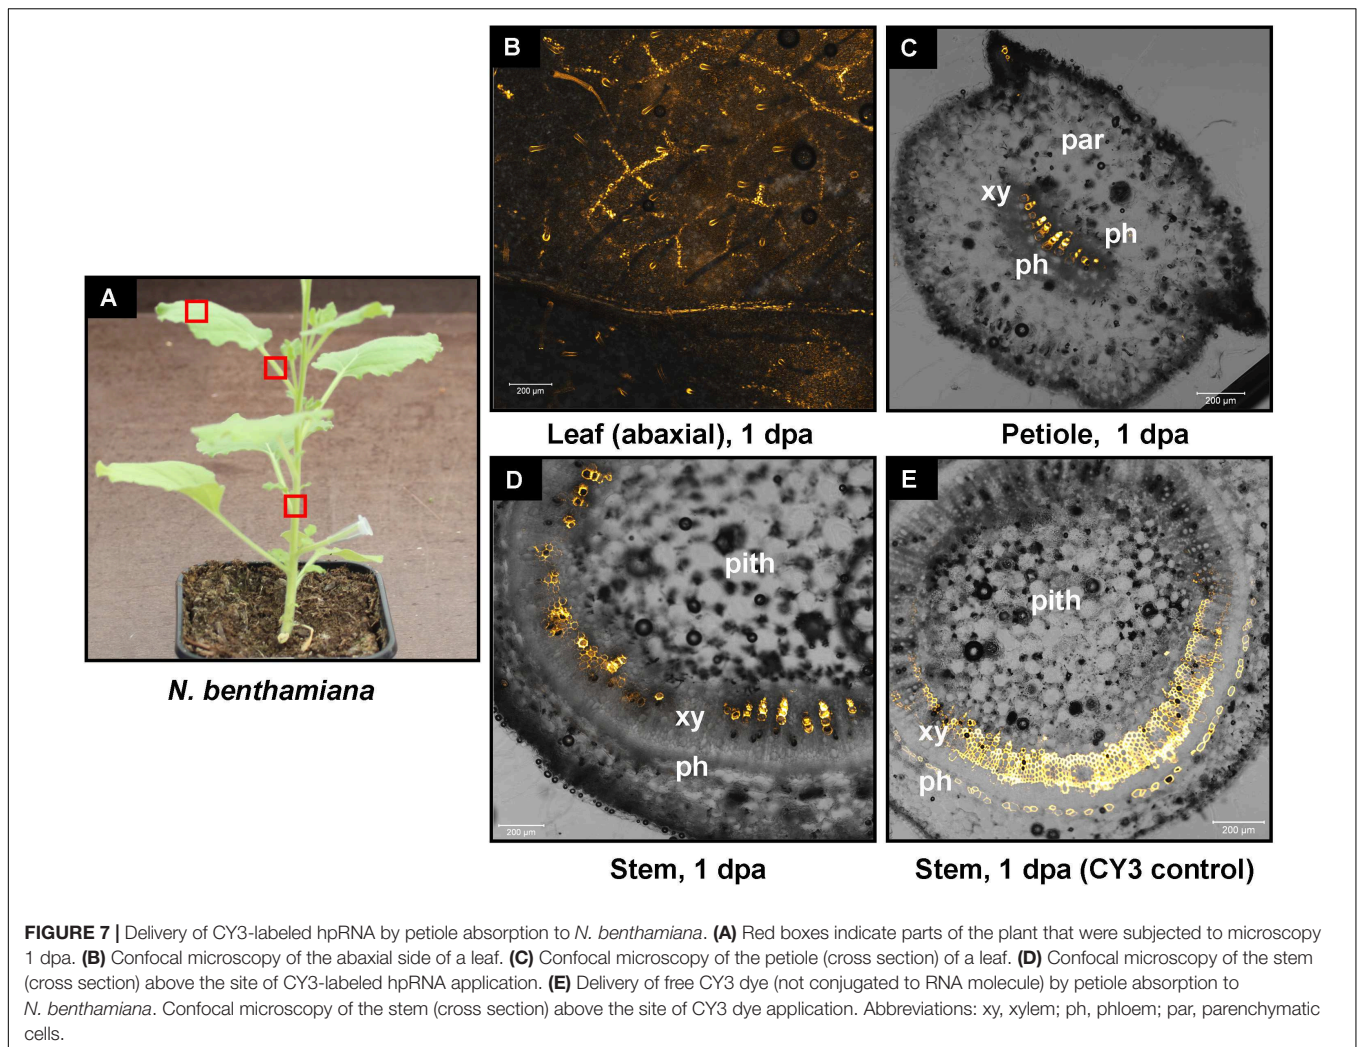 A
N. benthamiana
B
200 µm
Leaf (abaxial), 1 dpa
C
par
xy
ph
ph
200 µm
Petiole, 1 dpa
D
pith
xy
ph
200 µm
Stem, 1 dpa
E
pith
xy
ph
200 µm
Stem, 1 dpa (CY3 control)
FIGURE 7 | Delivery of CY3-labeled hpRNA by petiole absorption to N. benthamiana. (A) Red boxes indicate parts of the plant that were subjected to microscopy
1 dpa. (B) Confocal microscopy of the abaxial side of a leaf. (C) Confocal microscopy of the petiole (cross section) of a leaf. (D) Confocal microscopy of the stem
(cross section) above the site of CY3-labeled hpRNA application. (E) Delivery of free CY3 dye (not conjugated to RNA molecule) by petiole absorption to
N. benthamiana. Confocal microscopy of the stem (cross section) above the site of CY3 dye application. Abbreviations: xy, xylem; ph, phloem; par, parenchymatic
cells.